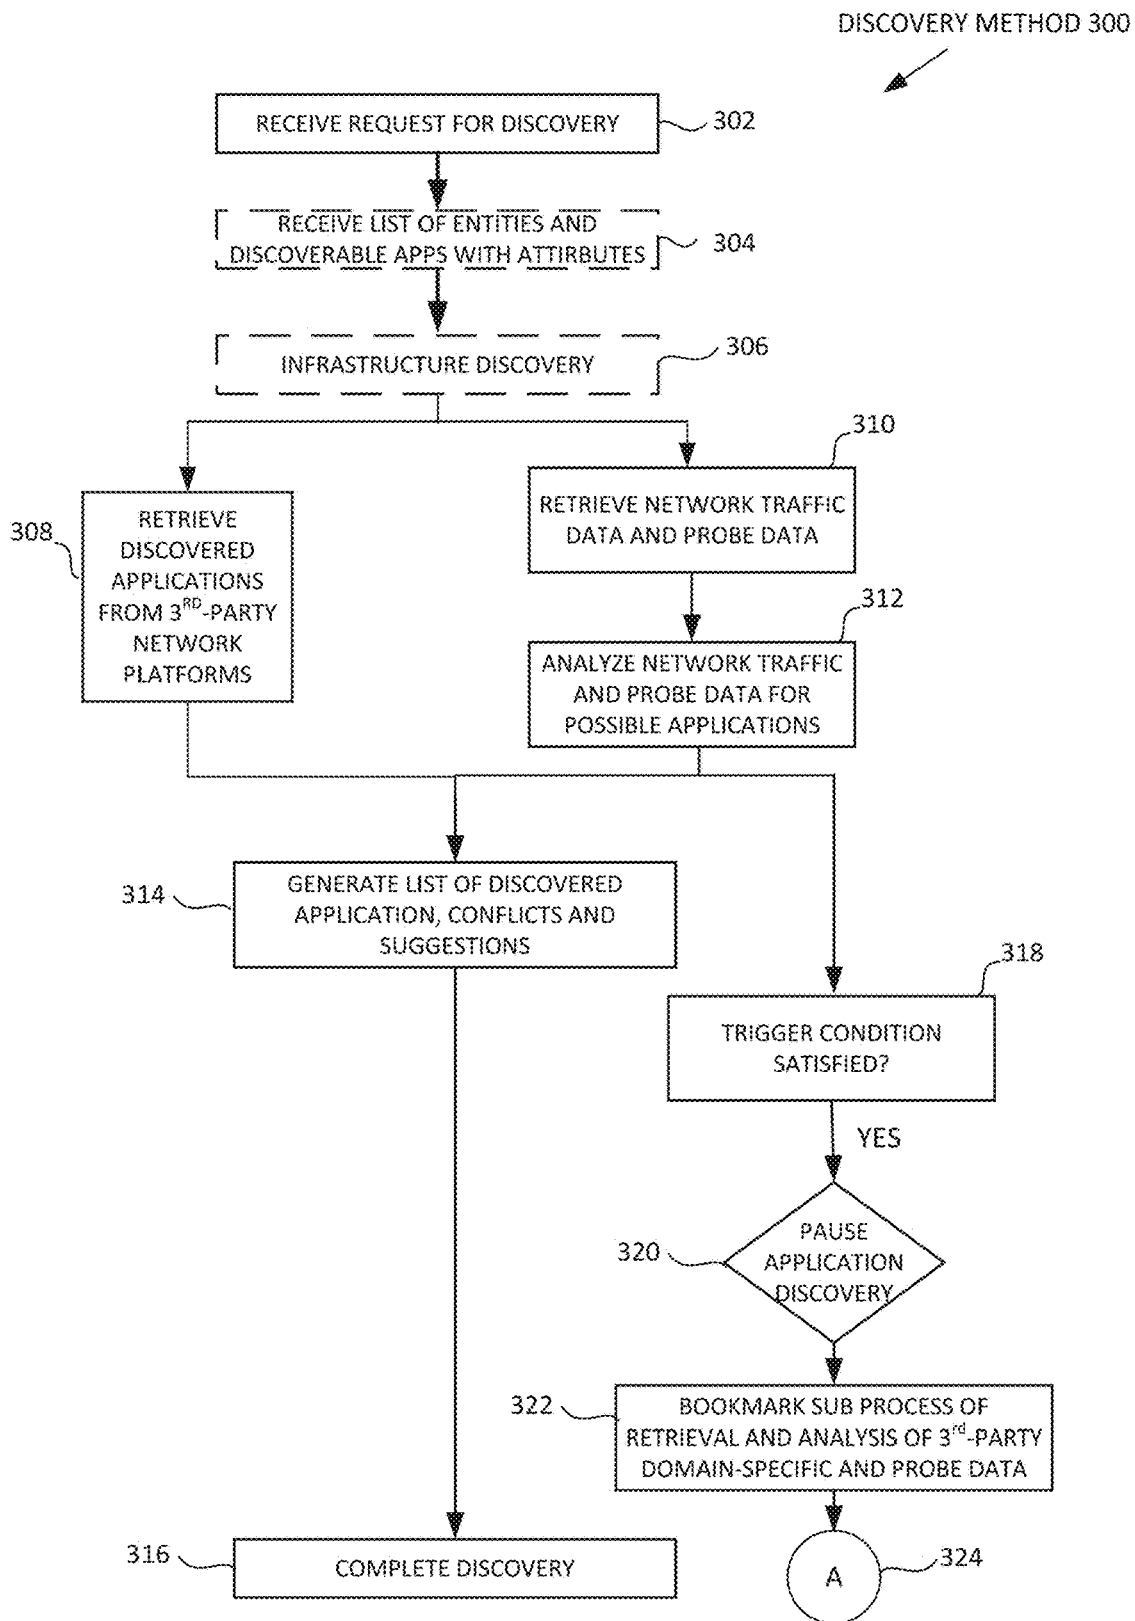 DISCOVERY METHOD 300
RECEIVE REQUEST FOR DISCOVERY
302
RECEIVE LIST OF ENTITIES AND
DISCOVERABLE APPS WITH ATTIRBUTES
304
INFRASTRUCTURE DISCOVERY
306
308
RETRIEVE
DISCOVERED
APPLICATIONS
FROM 3RD-PARTY
NETWORK
PLATFORMS
310
RETRIEVE NETWORK TRAFFIC
DATA AND PROBE DATA
312
ANALYZE NETWORK TRAFFIC
AND PROBE DATA FOR
POSSIBLE APPLICATIONS
314
GENERATE LIST OF DISCOVERED
APPLICATION, CONFLICTS AND
SUGGESTIONS
318
TRIGGER CONDITION
SATISFIED?
YES
320
PAUSE
APPLICATION
DISCOVERY
322
BOOKMARK SUB PROCESS OF
RETRIEVAL AND ANALYSIS OF 3rd-PARTY
DOMAIN-SPECIFIC AND PROBE DATA
316
COMPLETE DISCOVERY
A
324